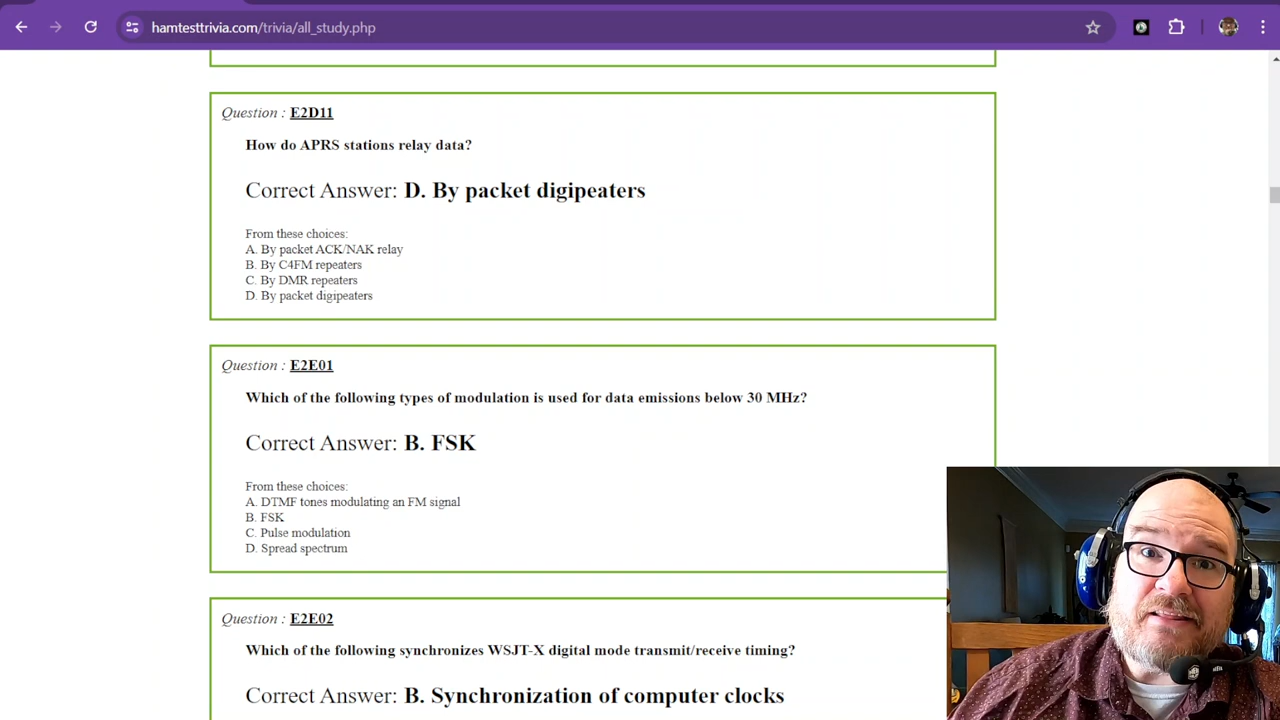 hamtesttrivia.com/trivia/all_study.php
Question : E2D11
How do APRS stations relay data?
Correct Answer: D. By packet digipeaters
From these choices:
A. By packet ACK/NAK relay
B. By C4FM repeaters
C. By DMR repeaters
D. By packet digipeaters
Question : E2E01
Which of the following types of modulation is used for data emissions below 30 MHz?
Correct Answer: B. FSK
From these choices:
A. DTMF tones modulating an FM signal
B. FSK
C. Pulse modulation
D. Spread spectrum
Question : E2E02
Which of the following synchronizes WSJT-X digital mode transmit/receive timing?
Correct Answer: B. Synchronization of computer clocks